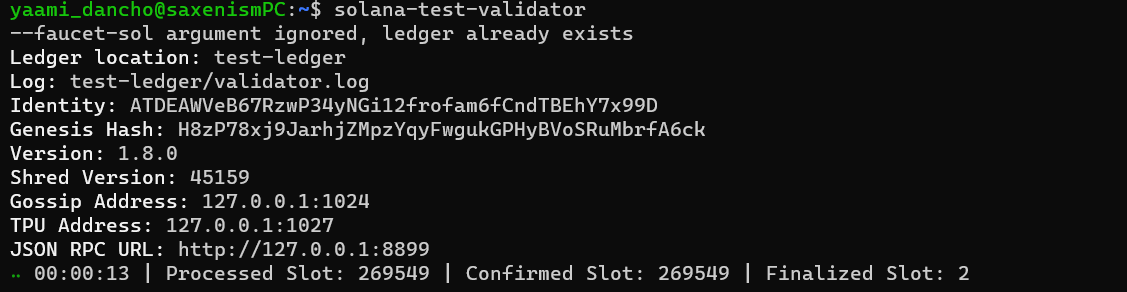 yaami_dancho@saxenismPC:~$ solana-test-validator
--faucet-sol argument ignored, ledger already exists
Ledger location: test-ledger
Log: test-ledger/validator.log
Identity: ATDEAWVeB67RzwP34yNGi12frofam6fCndTBEhY7x99D
Genesis Hash: H8zP78xj9JarhjZMpzYqyFwgukGPHyBVoSRuMbrfA6ck
Version: 1.8.0
Shred Version: 45159
Gossip Address: 127.0.0.1:1024
TPU Address: 127.0.0.1:1027
JSON RPC URL: http://127.0.0.1:8899
⠒ 00:00:13 | Processed Slot: 269549 | Confirmed Slot: 269549 | Finalized Slot: 2